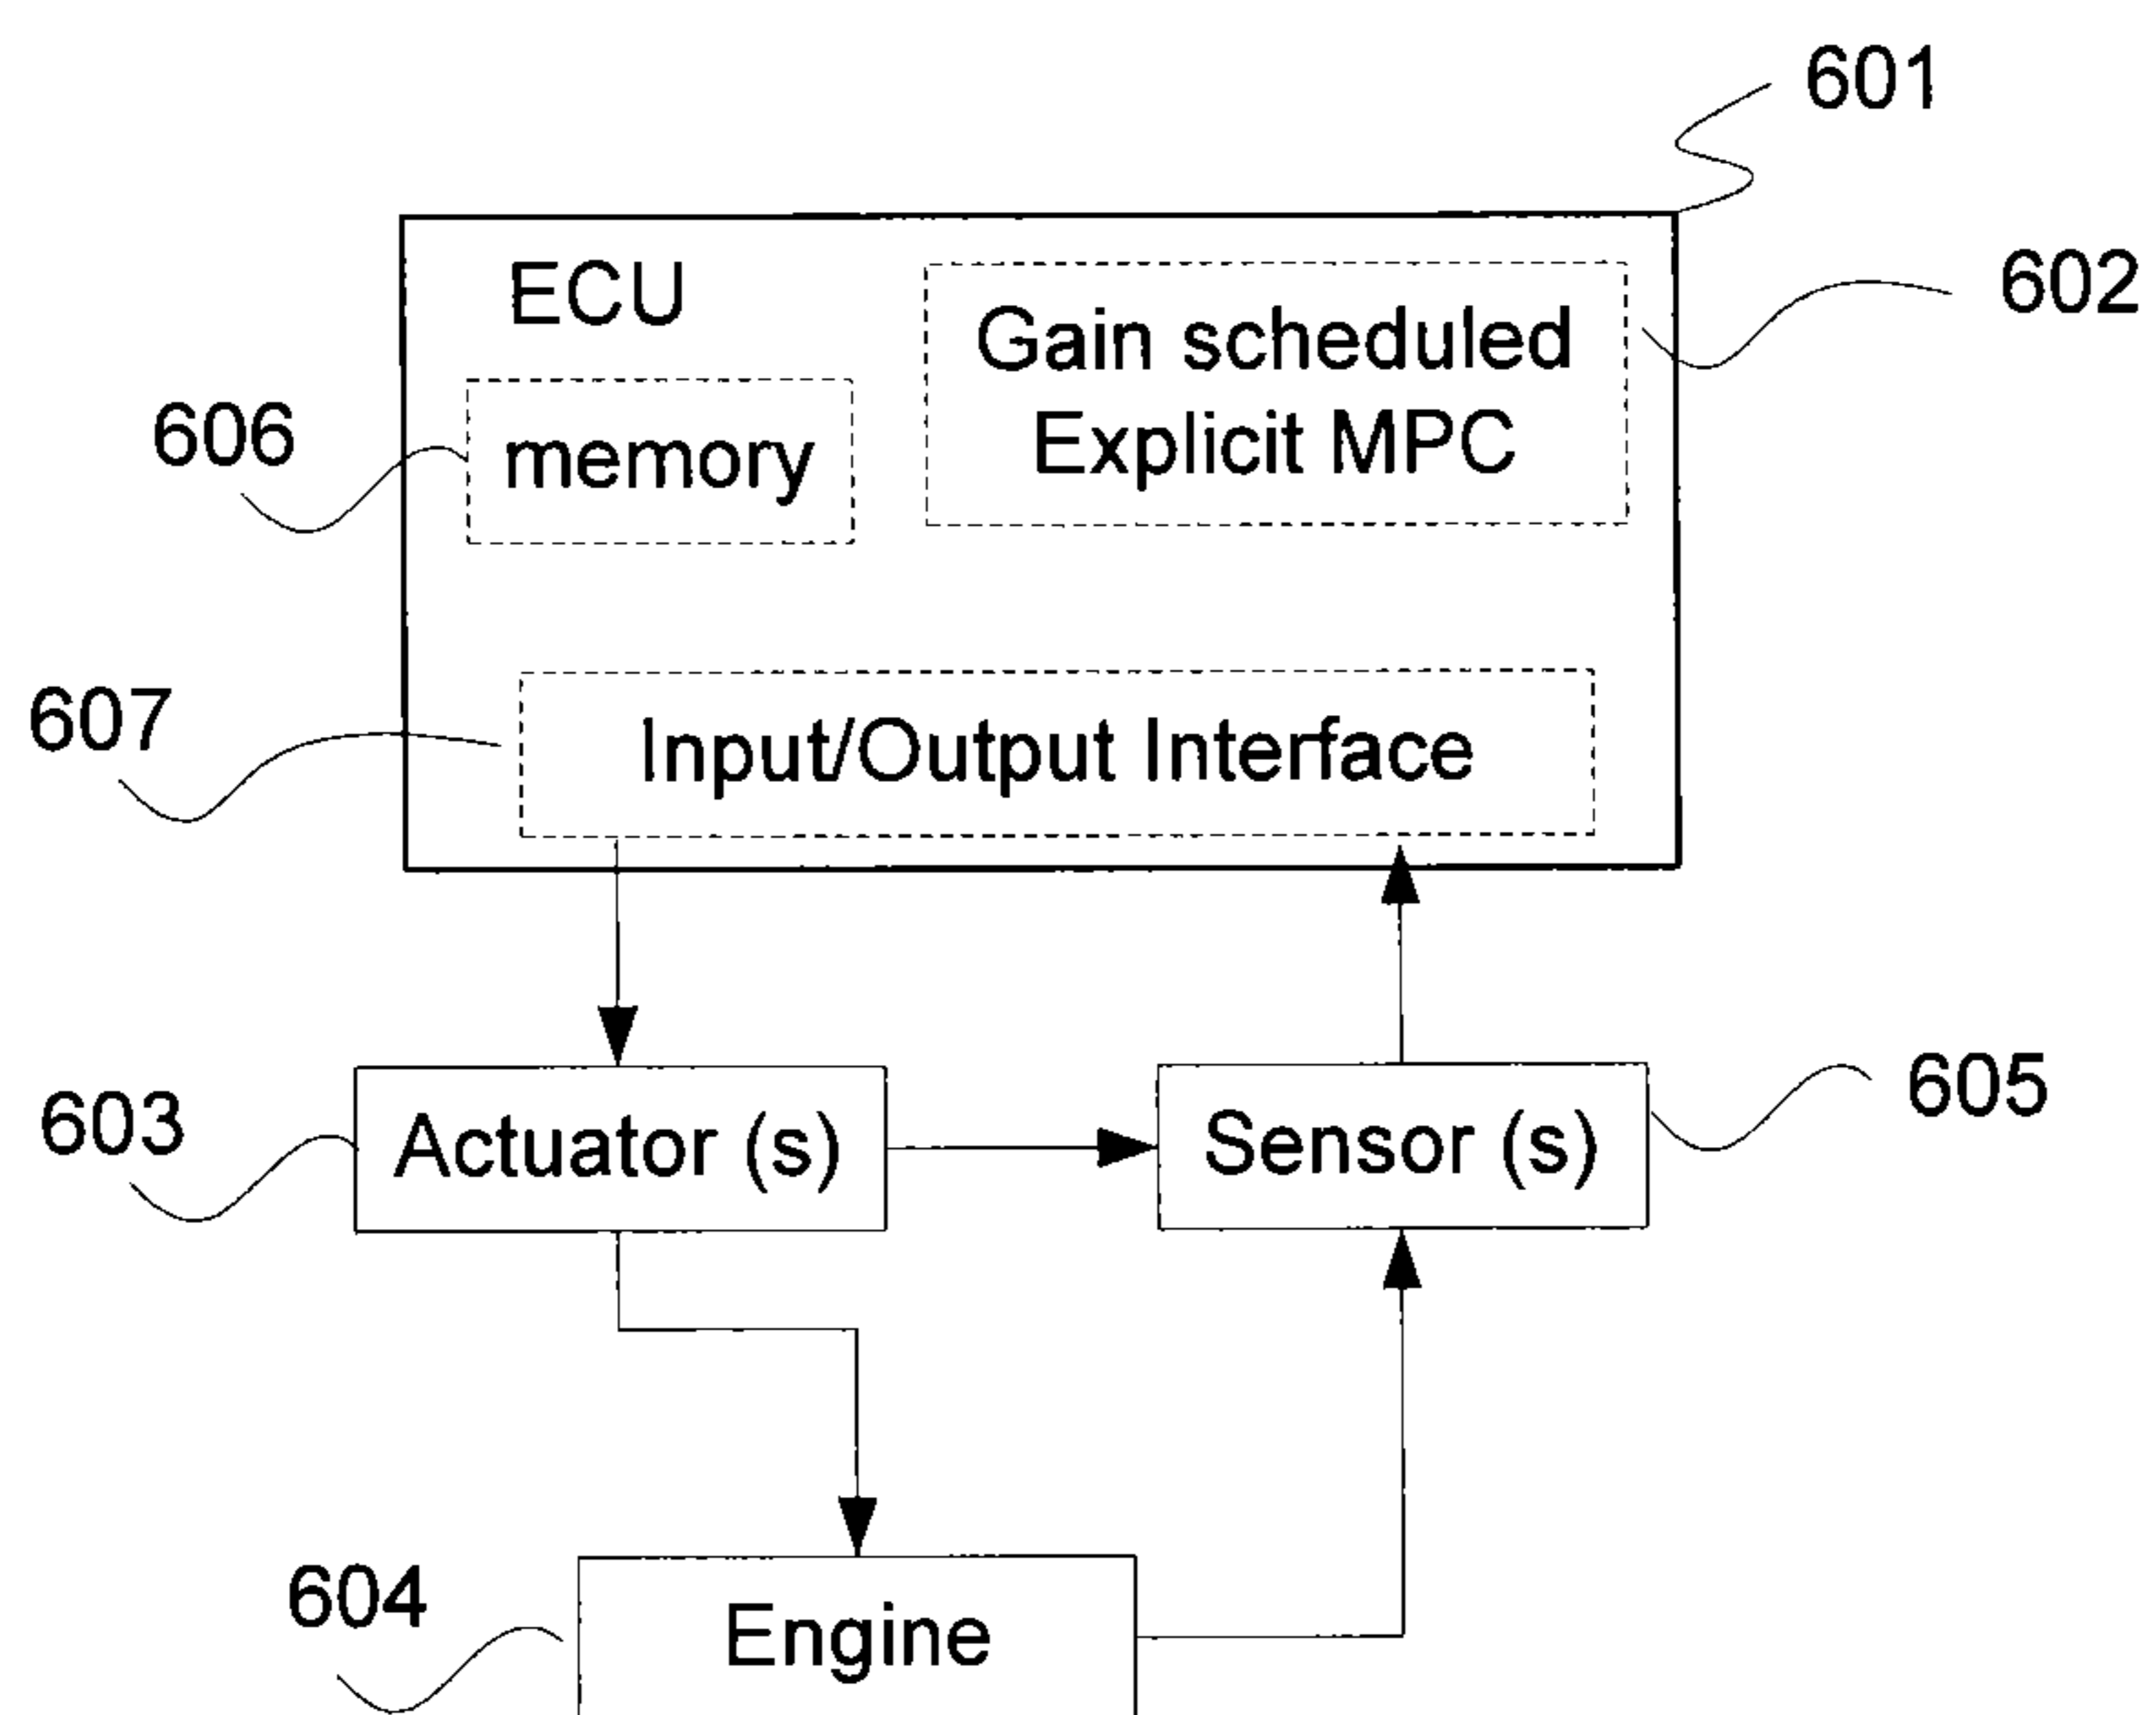 601
ECU
Gain scheduled
Explicit MPC
602
606
memory
607
Input/Output Interface
603
Actuator (s)
Sensor (s)
605
604
Engine